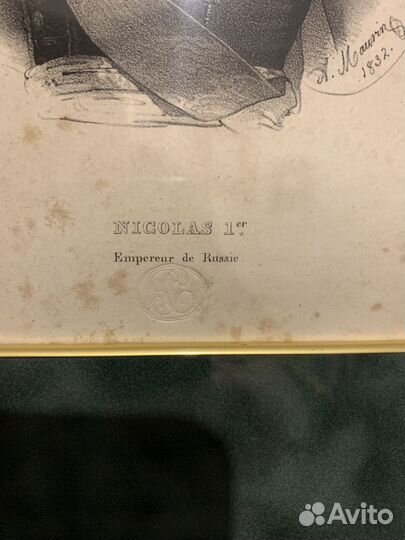 A. Maurin
1832.
NICOLAS 1er.
Empereur de Russie
Avito